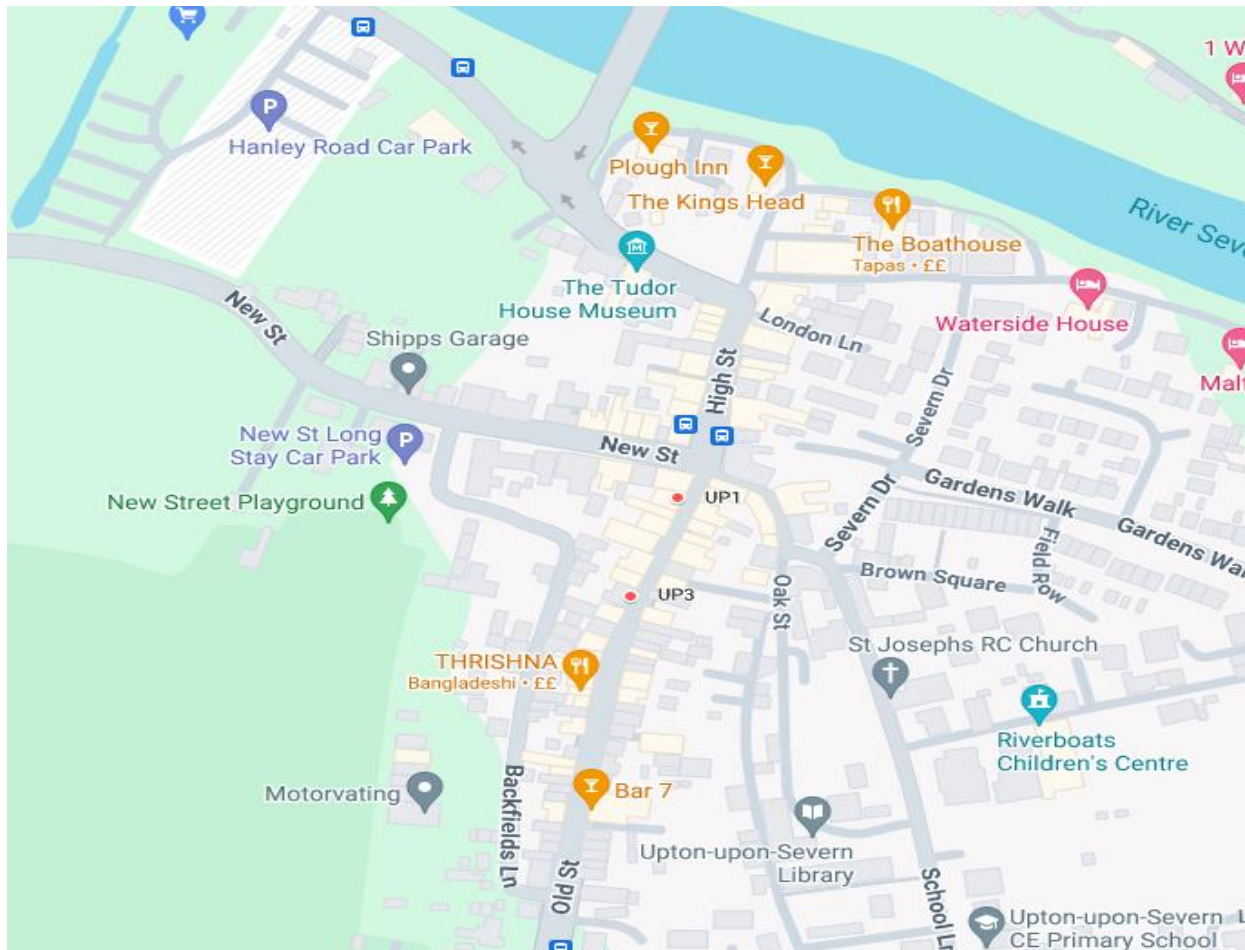 1 W
P
Hanley Road Car Park
Plough Inn
The Kings Head
River Seve
The Boathouse
Tapas • ££
The Tudor
House Museum
New St
Waterside House
London Ln
Shipps Garage
High St
Malt
Severn Dr
New St Long
Stay Car Park
P
New St
New Street Playground
UP1
Gardens Walk
Severn Dr
Gardens Wal
Field Row
Brown Square
Oak St
UP3
St Josephs RC Church
THRISHNA
Bangladeshi • ££
Riverboats
Children's Centre
Motorvating
Bar 7
Backfields Ln
Upton-upon-Severn
Library
Old St
School Ln
Upton-upon-Severn
CE Primary School
L